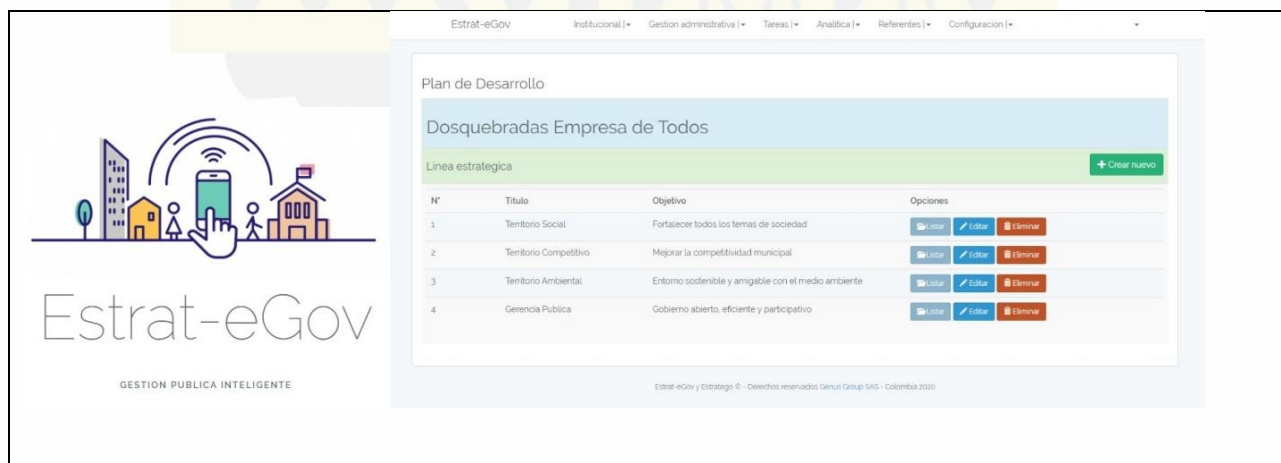 Estrat-eGov
GESTION PUBLICA INTELIGENTE
Estrat-eGov Institucional |▾ Gestion administrativa |▾ Tareas |▾ Analitica |▾ Referentes |▾ Configuracion |▾
Plan de Desarrollo
Dosquebradas Empresa de Todos
Linea estrategica + Crear nuevo
N° Titulo Objetivo Opciones
1 Territorio Social Fortalecer todos los temas de sociedad Listar Editar Eliminar
2 Territorio Competitivo Mejorar la competitividad municipal Listar Editar Eliminar
3 Territorio Ambiental Entorno sostenible y amigable con el medio ambiente Listar Editar Eliminar
4 Gerencia Publica Gobierno abierto, eficiente y participativo Listar Editar Eliminar
Estrat-eGov y Estratego © - Derechos reservados Genus Group SAS - Colombia 2020